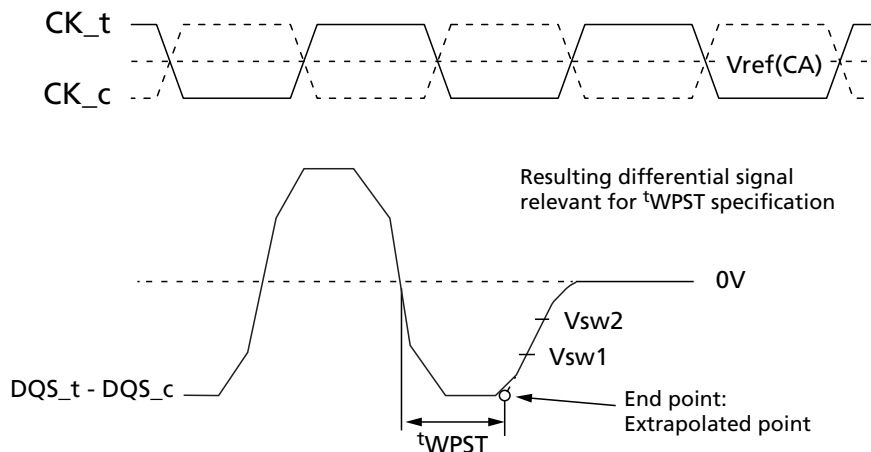 CK_t
Vref(CA)
CK_c
Resulting differential signal
relevant for tWPST specification
0V
Vsw2
Vsw1
DQS_t - DQS_c
End point:
Extrapolated point
tWPST